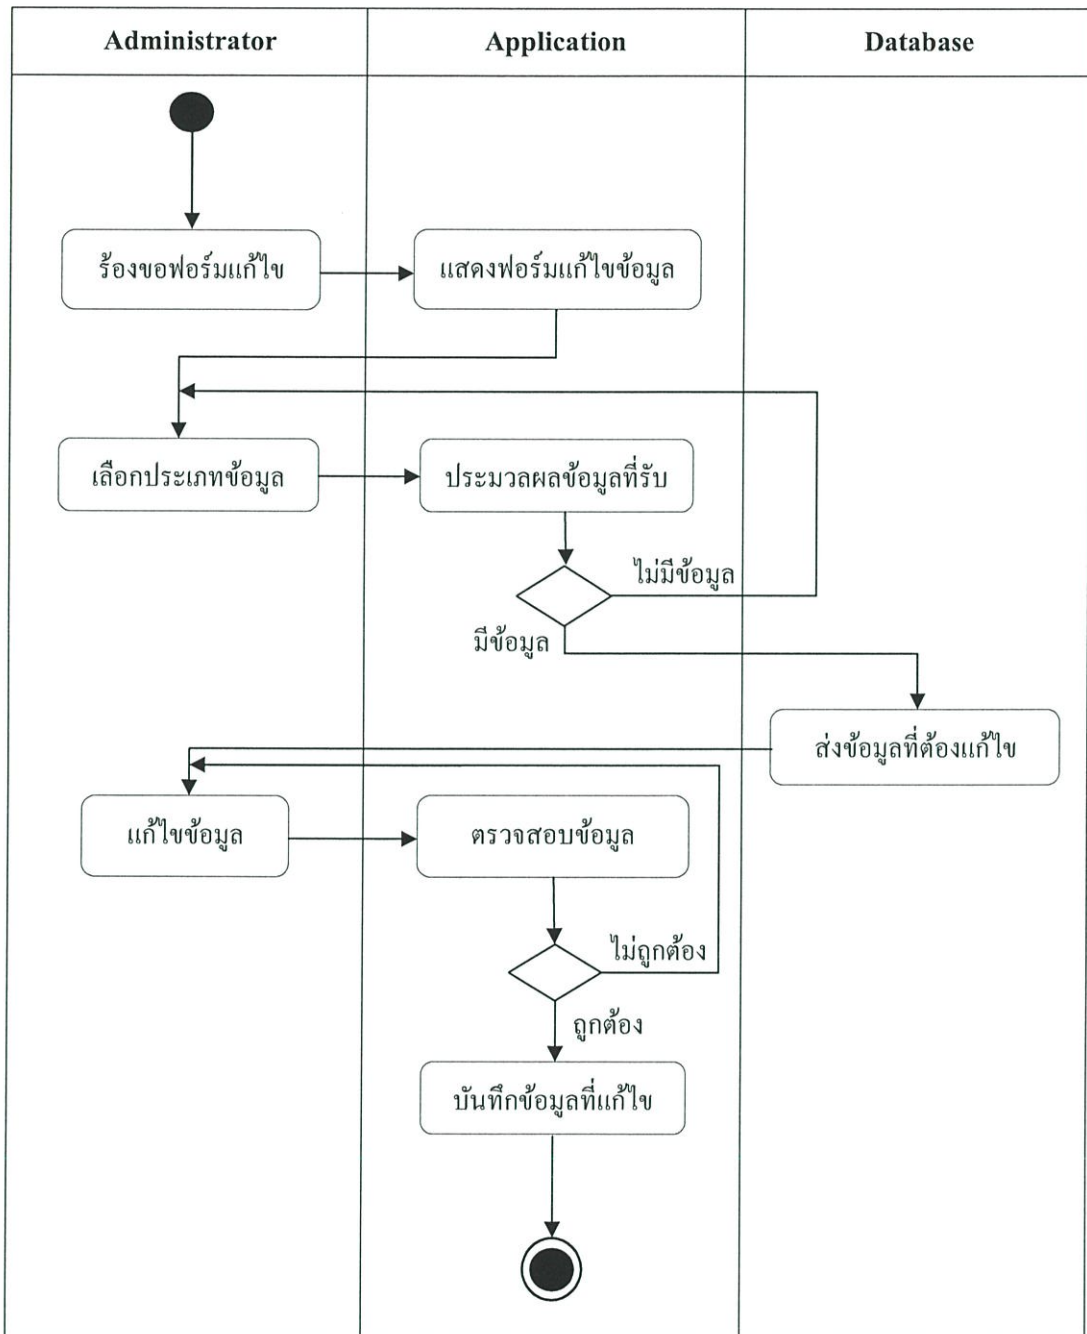 Administrator
Application
Database
ร้องขอฟอร์มแก้ไข
แสดงฟอร์มแก้ไขข้อมูล
เลือกประเภทข้อมูล
ประมวลผลข้อมูลที่รับ
ไม่มีข้อมูล
มีข้อมูล
ส่งข้อมูลที่ต้องแก้ไข
แก้ไขข้อมูล
ตรวจสอบข้อมูล
ไม่ถูกต้อง
ถูกต้อง
บันทึกข้อมูลที่แก้ไข